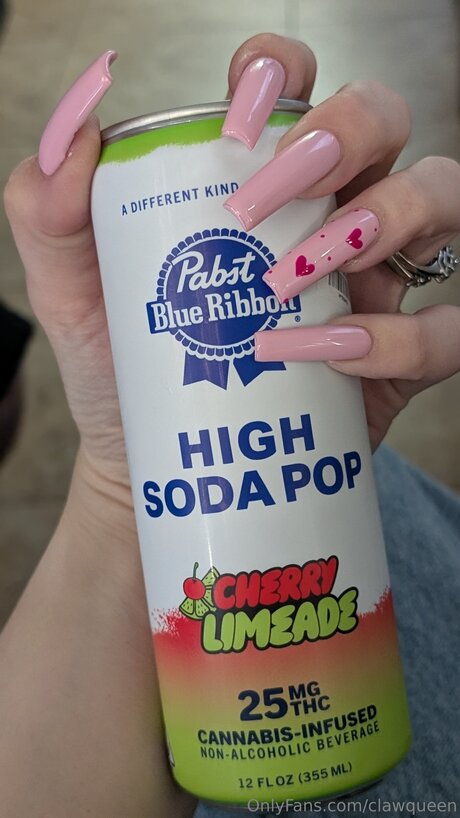 A DIFFERENT KIND
Pabst
Blue Ribbon
®
HIGH
SODA POP
CHERRY
LIMEADE
25 MG
THC
CANNABIS-INFUSED
NON-ALCOHOLIC BEVERAGE
12 FL OZ (355 ML)
OnlyFans.com/clawqueen